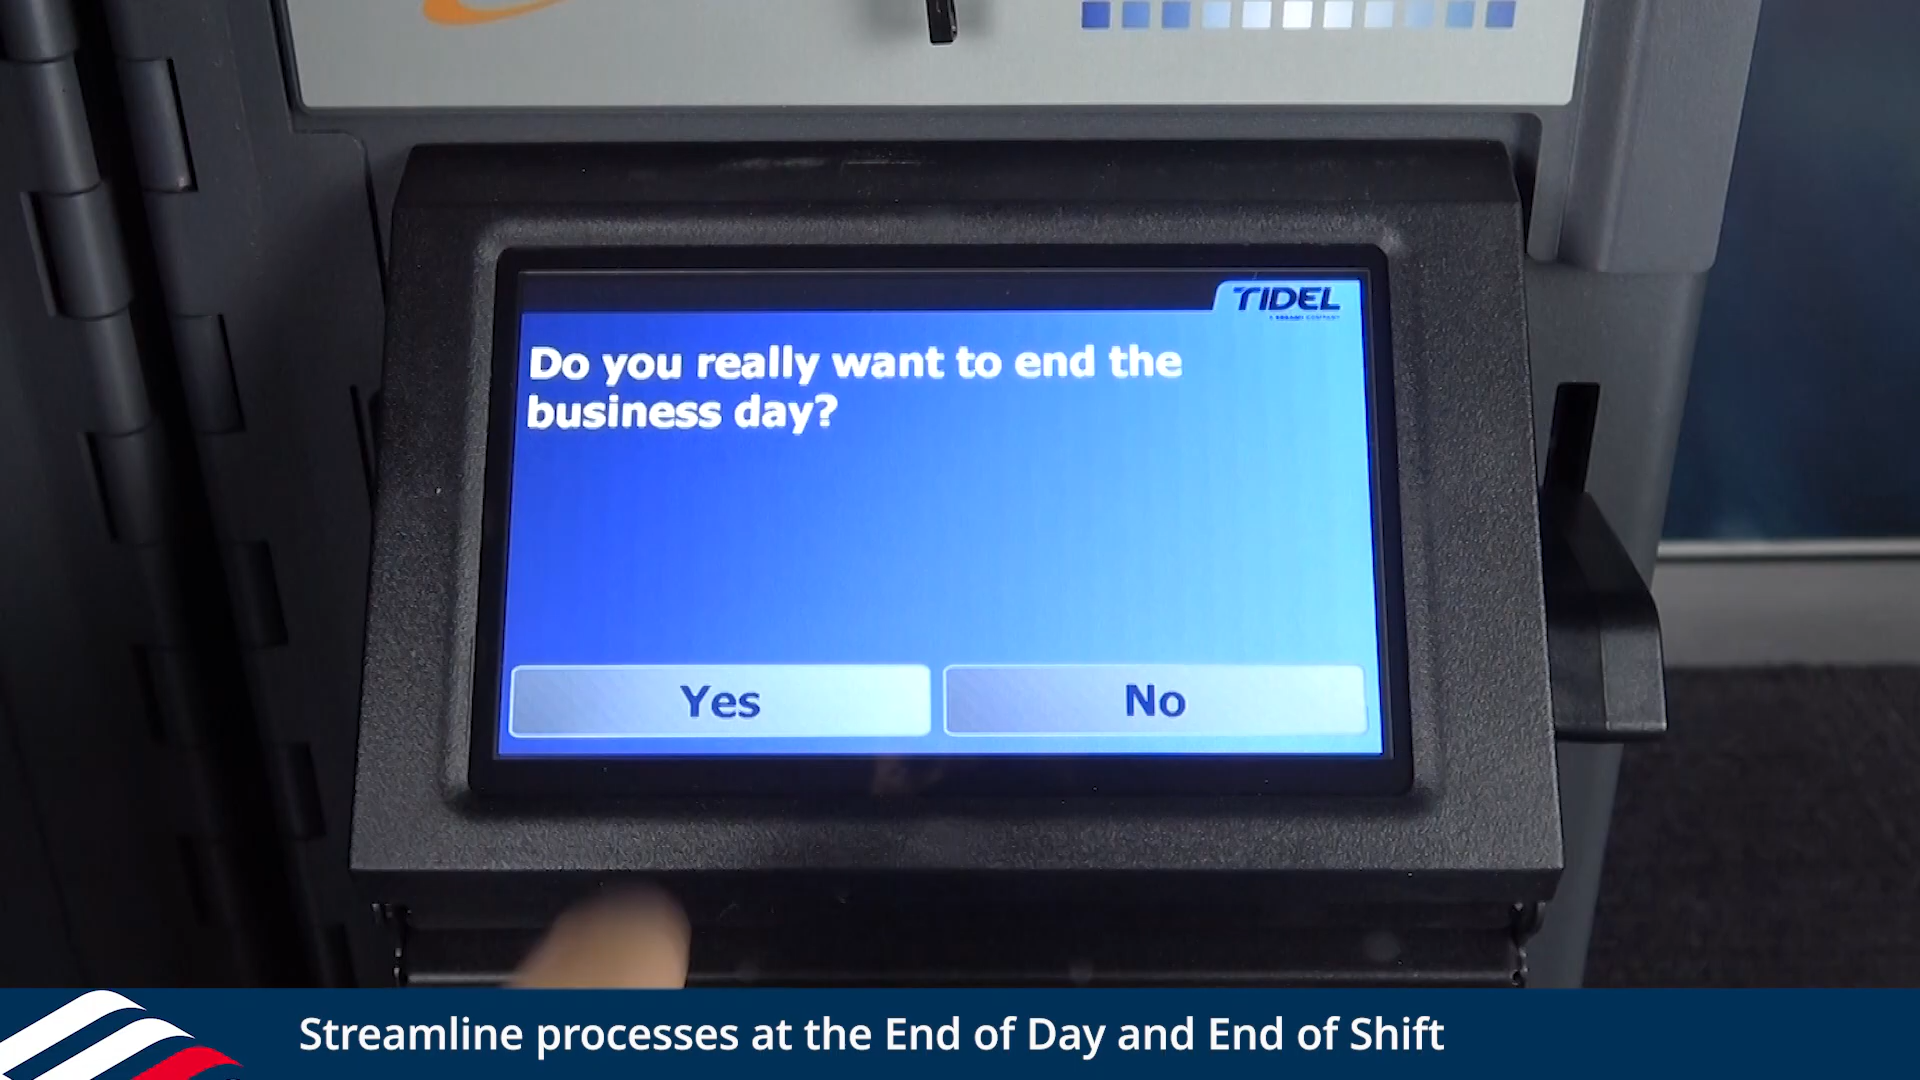 TIDEL
Do you really want to end the
business day?
Yes
No
Streamline processes at the End of Day and End of Shift